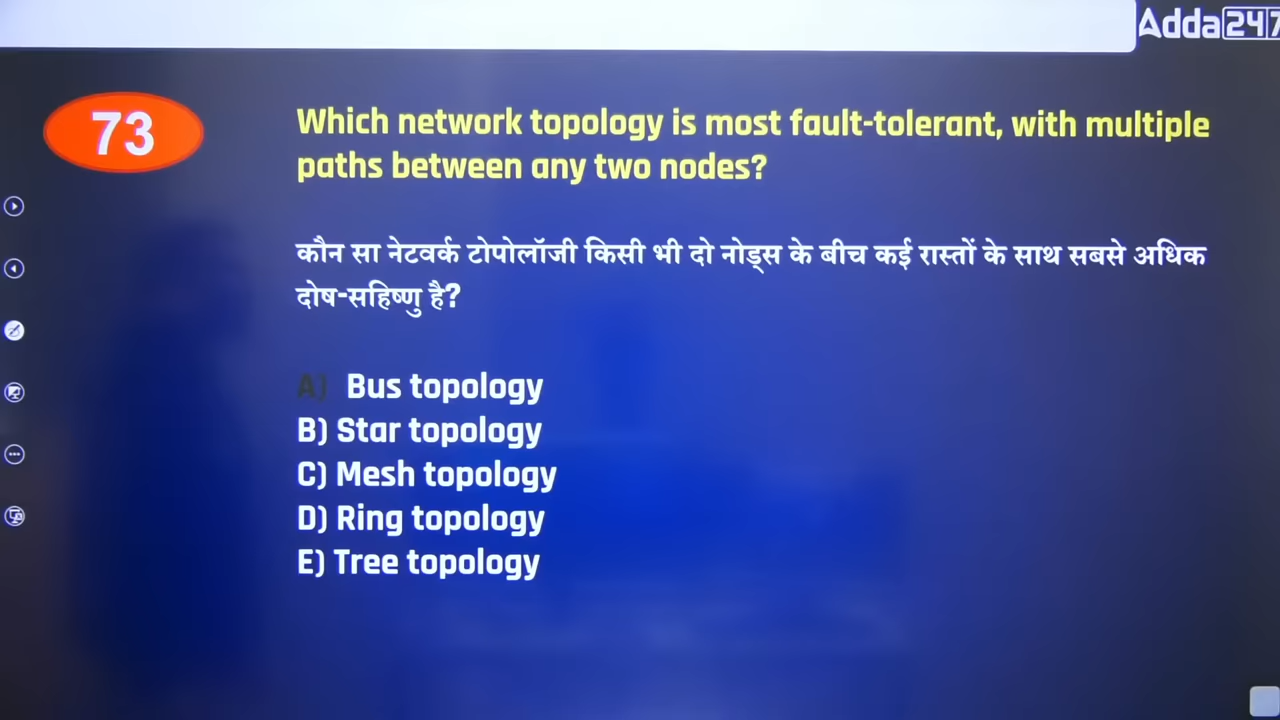 Adda247
73
Which network topology is most fault-tolerant, with multiple
paths between any two nodes?
कौन सा नेटवर्क टोपोलॉजी किसी भी दो नोड्स के बीच कई रास्तों के साथ सबसे अधिक
दोष-सहिष्णु है?
A) Bus topology
B) Star topology
C) Mesh topology
D) Ring topology
E) Tree topology